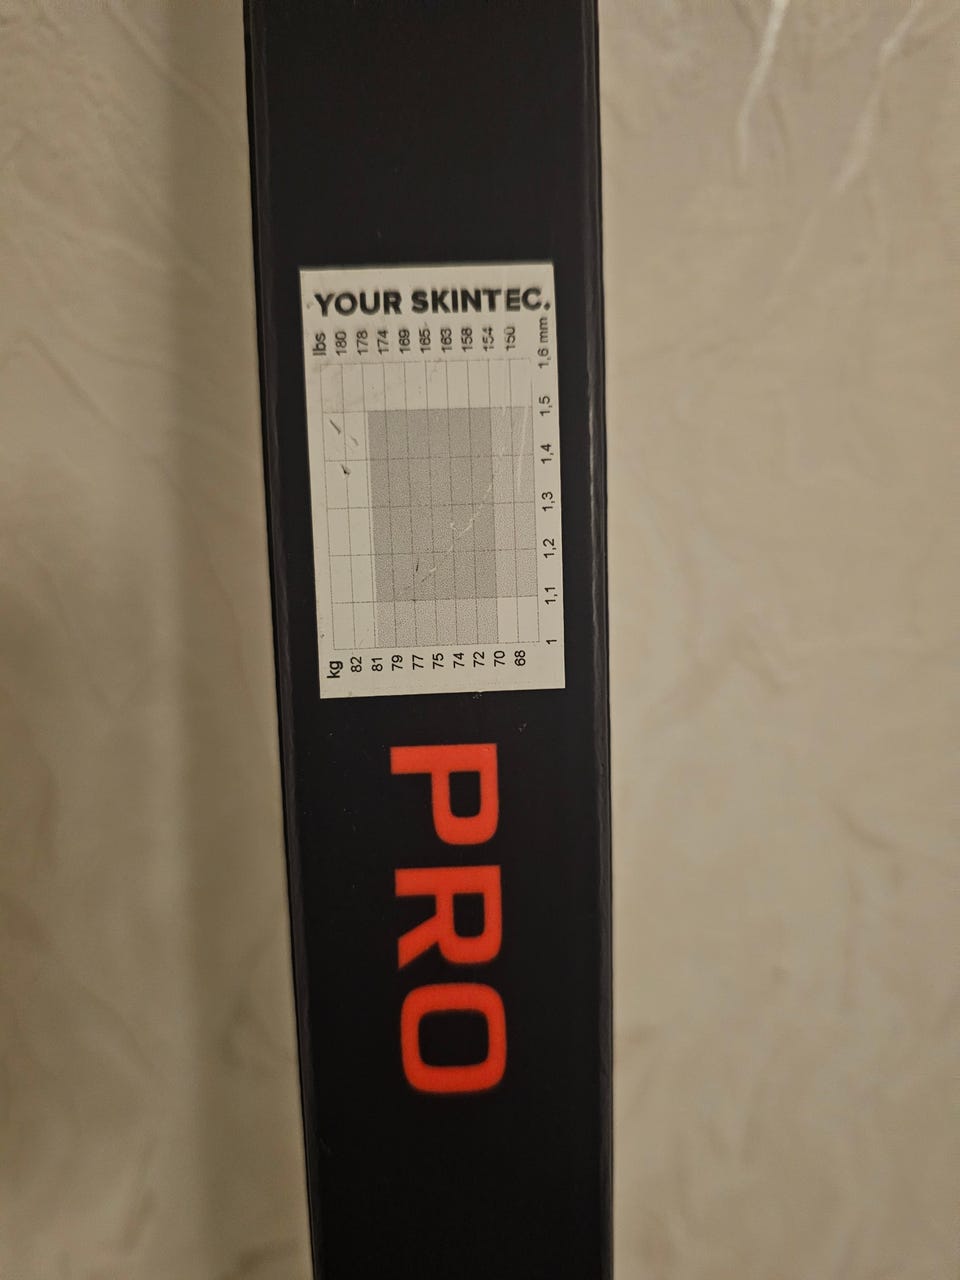 YOUR SKINTEC.
lbs 180 178 174 169 165 163 158 154 150
1,6 mm
1,5
1,4
1,3
1,2
1,1
1
kg 82 81 79 77 75 74 72 70 68
PRO